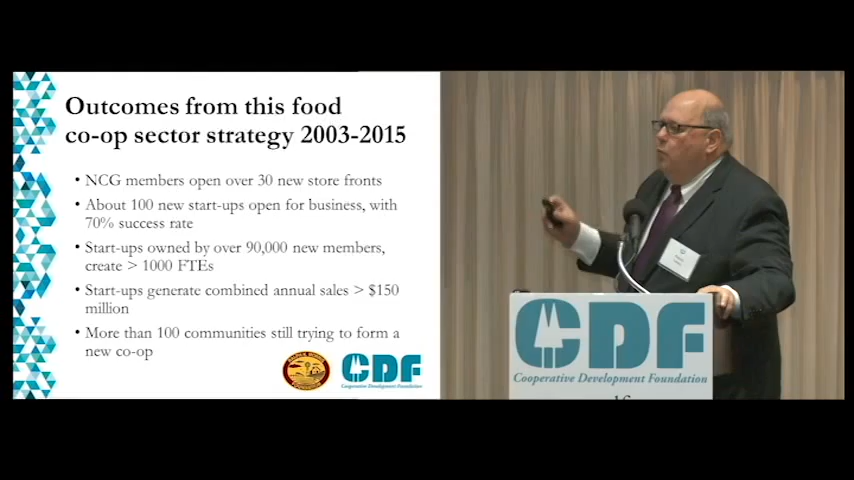 Outcomes from this food
co-op sector strategy 2003-2015
• NCG members open over 30 new store fronts
• About 100 new start-ups open for business, with
70% success rate
• Start-ups owned by over 90,000 new members,
create > 1000 FTEs
• Start-ups generate combined annual sales > $150
million
• More than 100 communities still trying to form a
new co-op
CDF
Cooperative Development Foundation
CDF
Cooperative Development Foundation